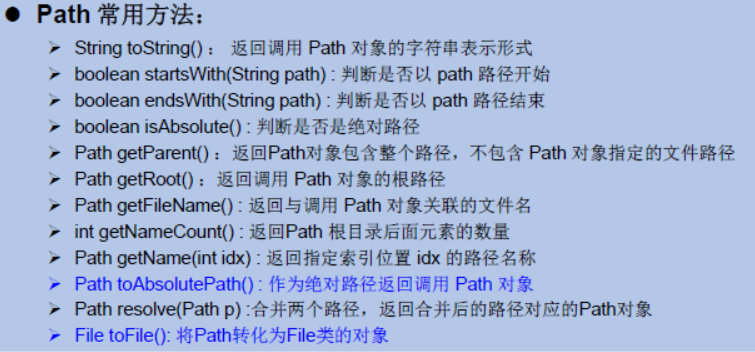 ● Path 常用方法：
➢ String toString()： 返回调用 Path 对象的字符串表示形式
➢ boolean startsWith(String path) : 判断是否以 path 路径开始
➢ boolean endsWith(String path) : 判断是否以 path 路径结束
➢ boolean isAbsolute() : 判断是否是绝对路径
➢ Path getParent()：返回Path对象包含整个路径，不包含 Path 对象指定的文件路径
➢ Path getRoot()：返回调用 Path 对象的根路径
➢ Path getFileName() : 返回与调用 Path 对象关联的文件名
➢ int getNameCount() : 返回Path 根目录后面元素的数量
➢ Path getName(int idx) : 返回指定索引位置 idx 的路径名称
➢ Path toAbsolutePath() : 作为绝对路径返回调用 Path 对象
➢ Path resolve(Path p) :合并两个路径，返回合并后的路径对应的Path对象
➢ File toFile(): 将Path转化为File类的对象